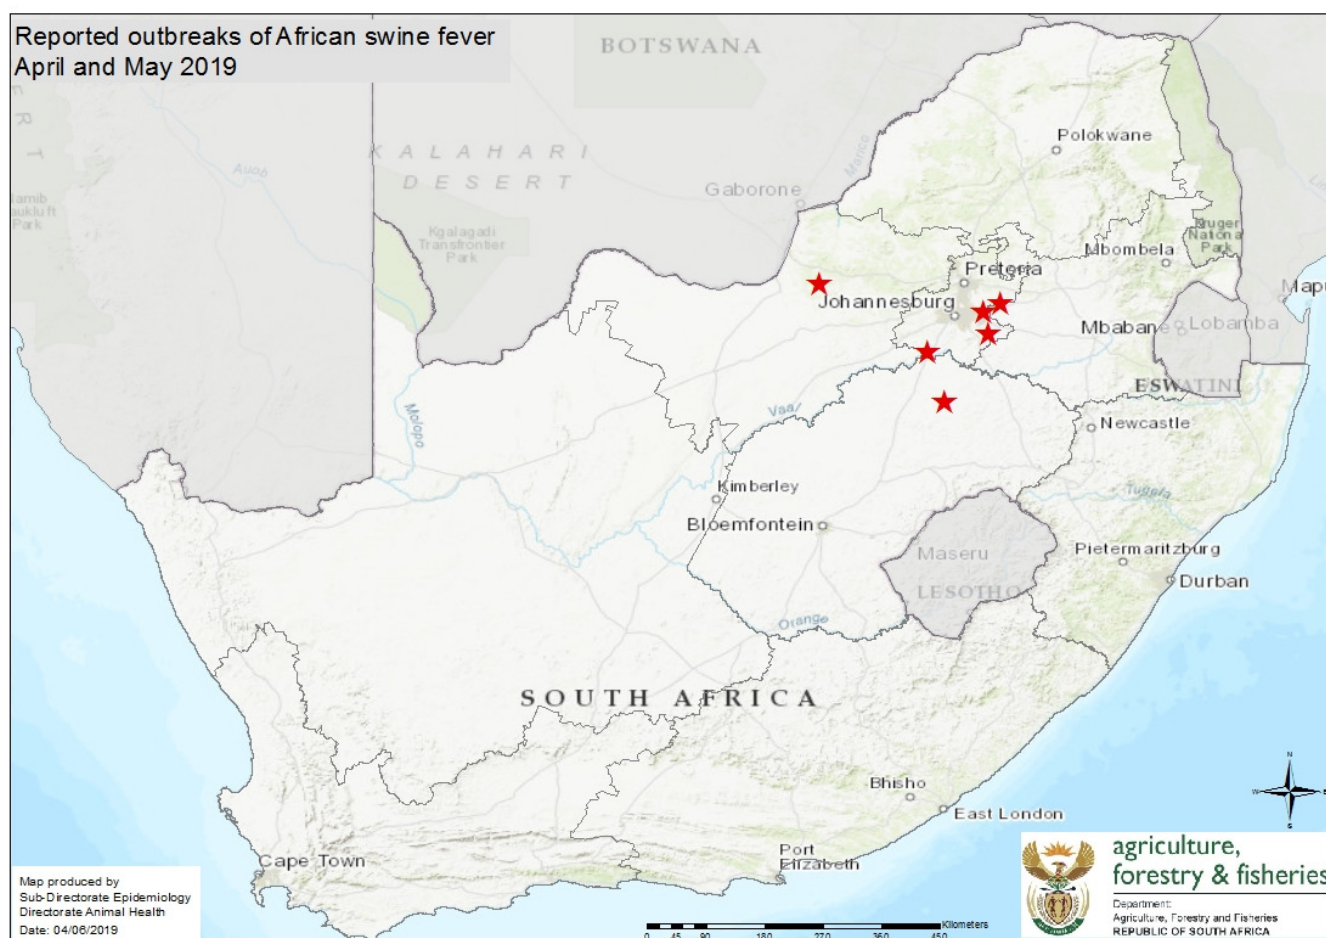 Reported outbreaks of African swine fever
April and May 2019
BOTSWANA
Polokwane
KALAHARI
DESERT
Auob
Marico
Gaborone
Kgalagadi
Transfrontier
Park
Kruger
National
Park
Mbombela
Pretoria
Johannesburg
Mbabane
Lobamba
ESWATINI
Molopo
Vaal
Newcastle
Kimberley
Tugela
Bloemfontein
Maseru
LESOTHO
Pietermaritzburg
Durban
Orange
SOUTH AFRICA
Bhisho
East London
Port
Elizabeth
Cape Town
N
W
E
S
Map produced by
Sub-Directorate Epidemiology
Directorate Animal Health
Date: 04/06/2019
0 45 90 180 270 360 450
Kilometers
agriculture,
forestry & fisheries
Department:
Agriculture, Forestry and Fisheries
REPUBLIC OF SOUTH AFRICA